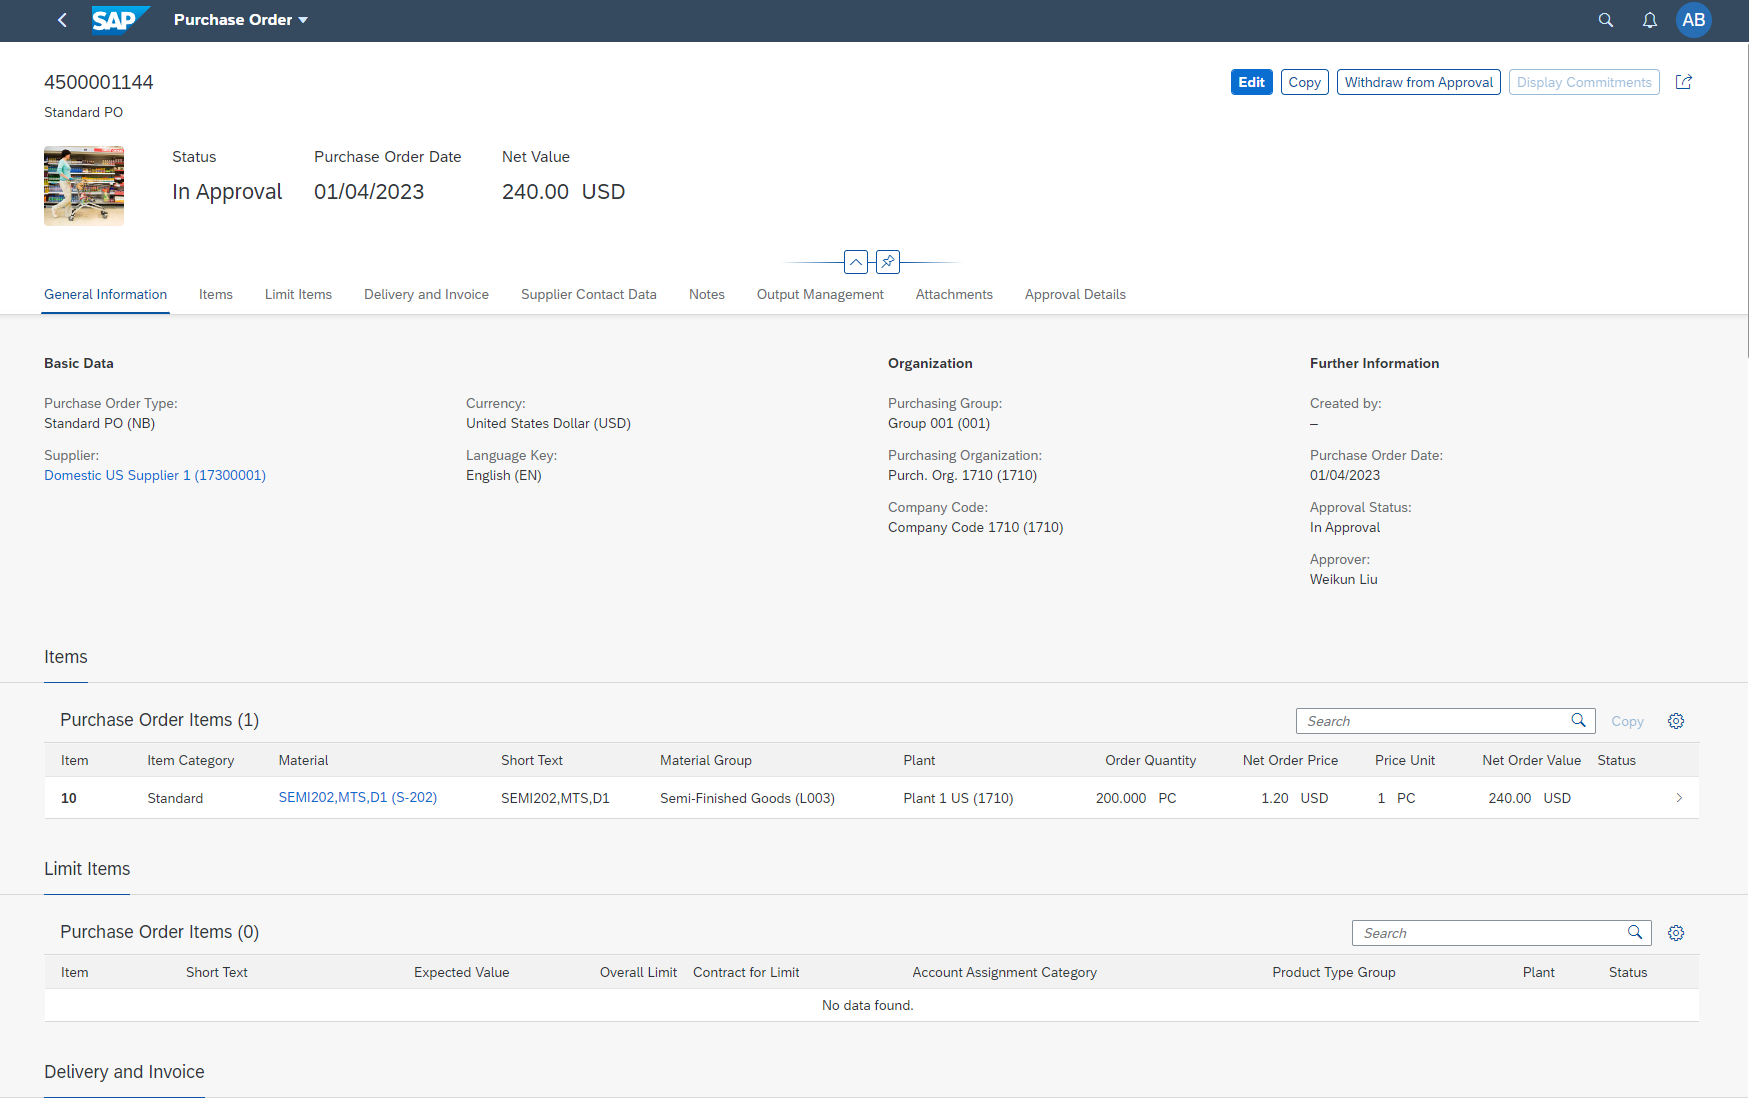 SAP Purchase Order AB
4500001144
Edit Copy Withdraw from Approval Display Commitments
Standard PO
Status Purchase Order Date Net Value
In Approval 01/04/2023 240.00 USD
General Information Items Limit Items Delivery and Invoice Supplier Contact Data Notes Output Management Attachments Approval Details
Basic Data
Purchase Order Type:
Standard PO (NB)
Supplier:
Domestic US Supplier 1 (17300001)
Currency:
United States Dollar (USD)
Language Key:
English (EN)
Organization
Purchasing Group:
Group 001 (001)
Purchasing Organization:
Purch. Org. 1710 (1710)
Company Code:
Company Code 1710 (1710)
Further Information
Created by:
–
Purchase Order Date:
01/04/2023
Approval Status:
In Approval
Approver:
Weikun Liu
Items
Purchase Order Items (1) Search Copy
Item Item Category Material Short Text Material Group Plant Order Quantity Net Order Price Price Unit Net Order Value Status
10 Standard SEMI202,MTS,D1 (S-202) SEMI202,MTS,D1 Semi-Finished Goods (L003) Plant 1 US (1710) 200.000 PC 1.20 USD 1 PC 240.00 USD
Limit Items
Purchase Order Items (0) Search
Item Short Text Expected Value Overall Limit Contract for Limit Account Assignment Category Product Type Group Plant Status
No data found.
Delivery and Invoice